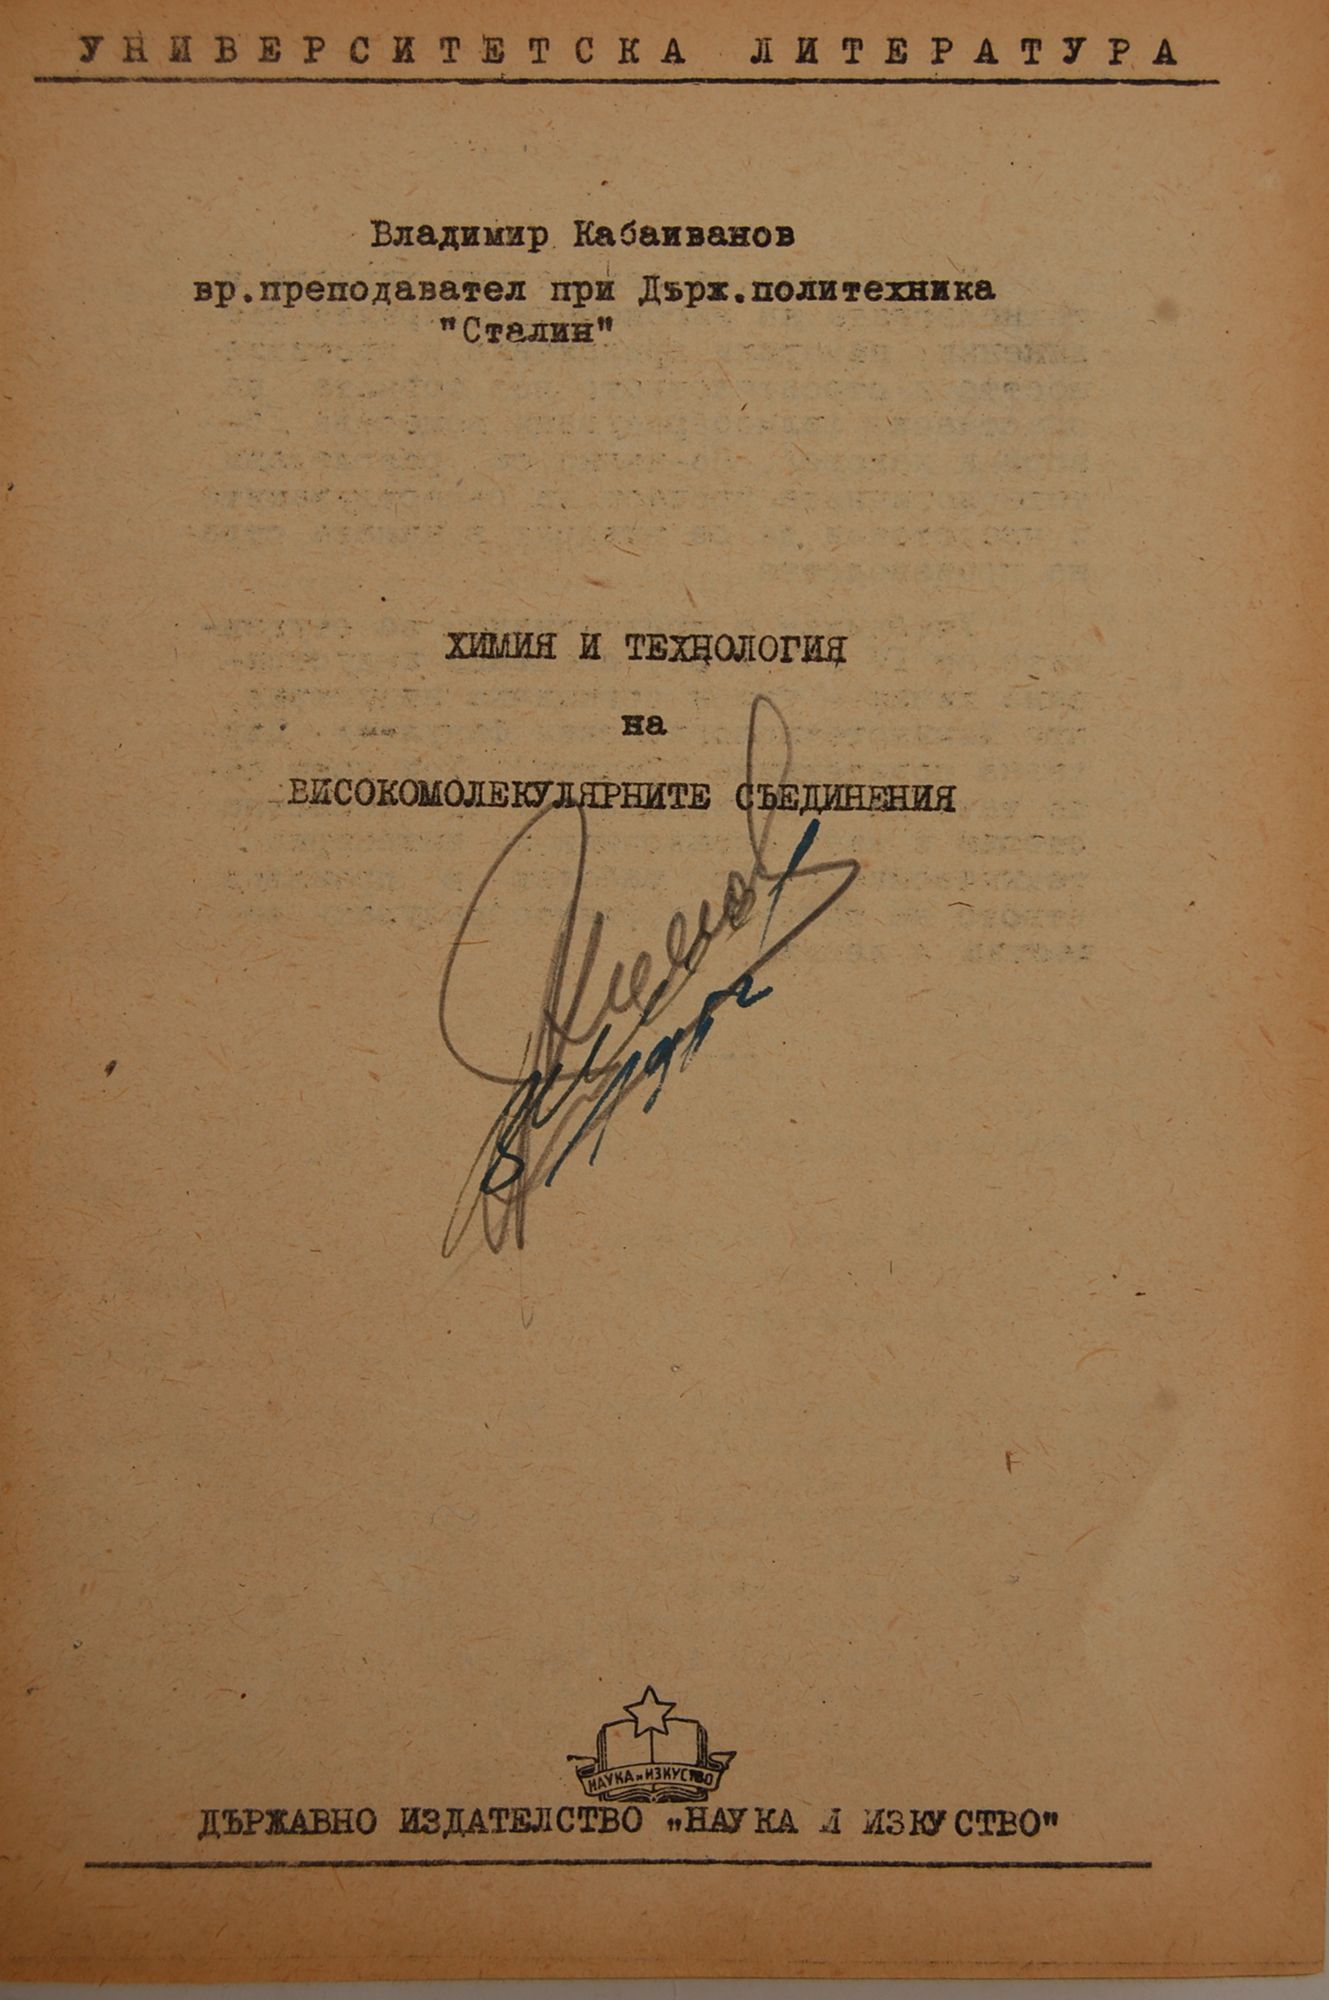 УНИВЕРСИТЕТСКА ЛИТЕРАТУРА
Владимир Кабаиванов
вр.преподавател при Държ.политехника
"Сталин"
ХИМИЯ И ТЕХНОЛОГИЯ
на
ВИСОКОМОЛЕКУЛЯРНИТЕ СЪЕДИНЕНИЯ
НАУКА и ИЗКУСТВО
ДЪРЖАВНО ИЗДАТЕЛСТВО „НАУКА И ИЗКУСТВО"